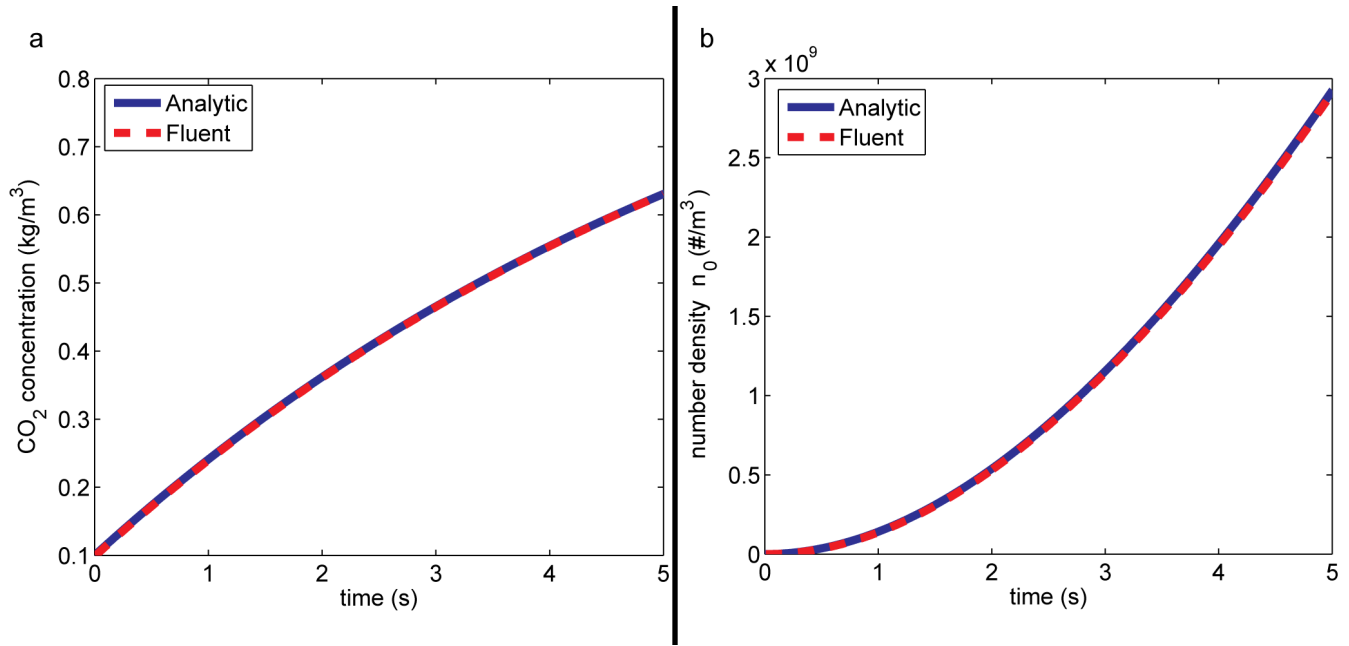 a
0.8
0.7
0.6
0.5
0.4
0.3
0.2
0.1
CO₂ concentration (kg/m³)
Analytic
Fluent
0 1 2 3 4 5
time (s)
b
3 x 10⁹
2.5
2
1.5
1
0.5
0
number density n₀ (#/m³)
Analytic
Fluent
0 1 2 3 4 5
time (s)